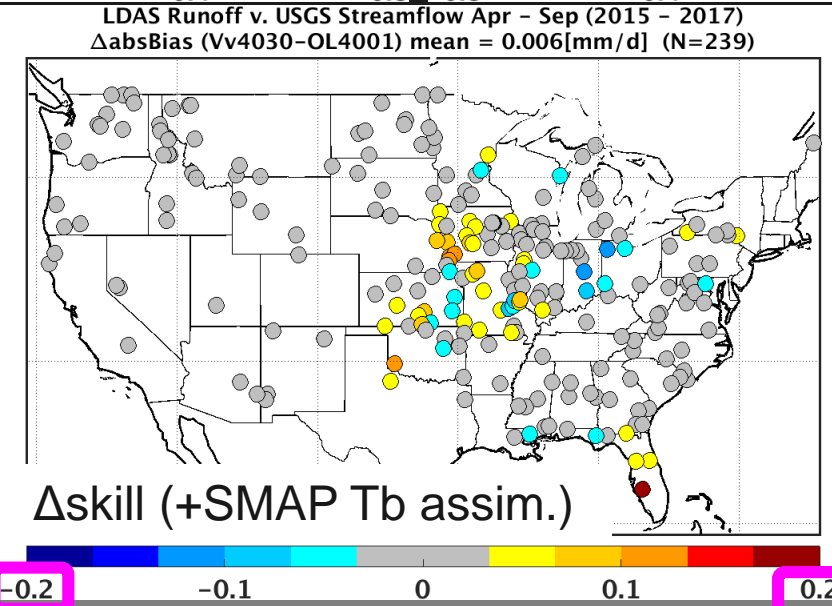 LDAS Runoff v. USGS Streamflow Apr - Sep (2015 - 2017)
ΔabsBias (Vv4030-OL4001) mean = 0.006[mm/d] (N=239)
Δskill (+SMAP Tb assim.)
-0.2 -0.1 0 0.1 0.2